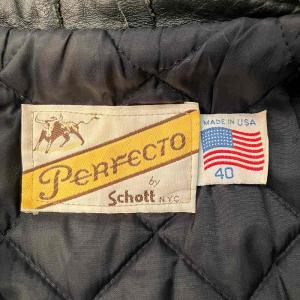 PERFECTO
by
Schott N.Y.C.
MADE IN USA
40